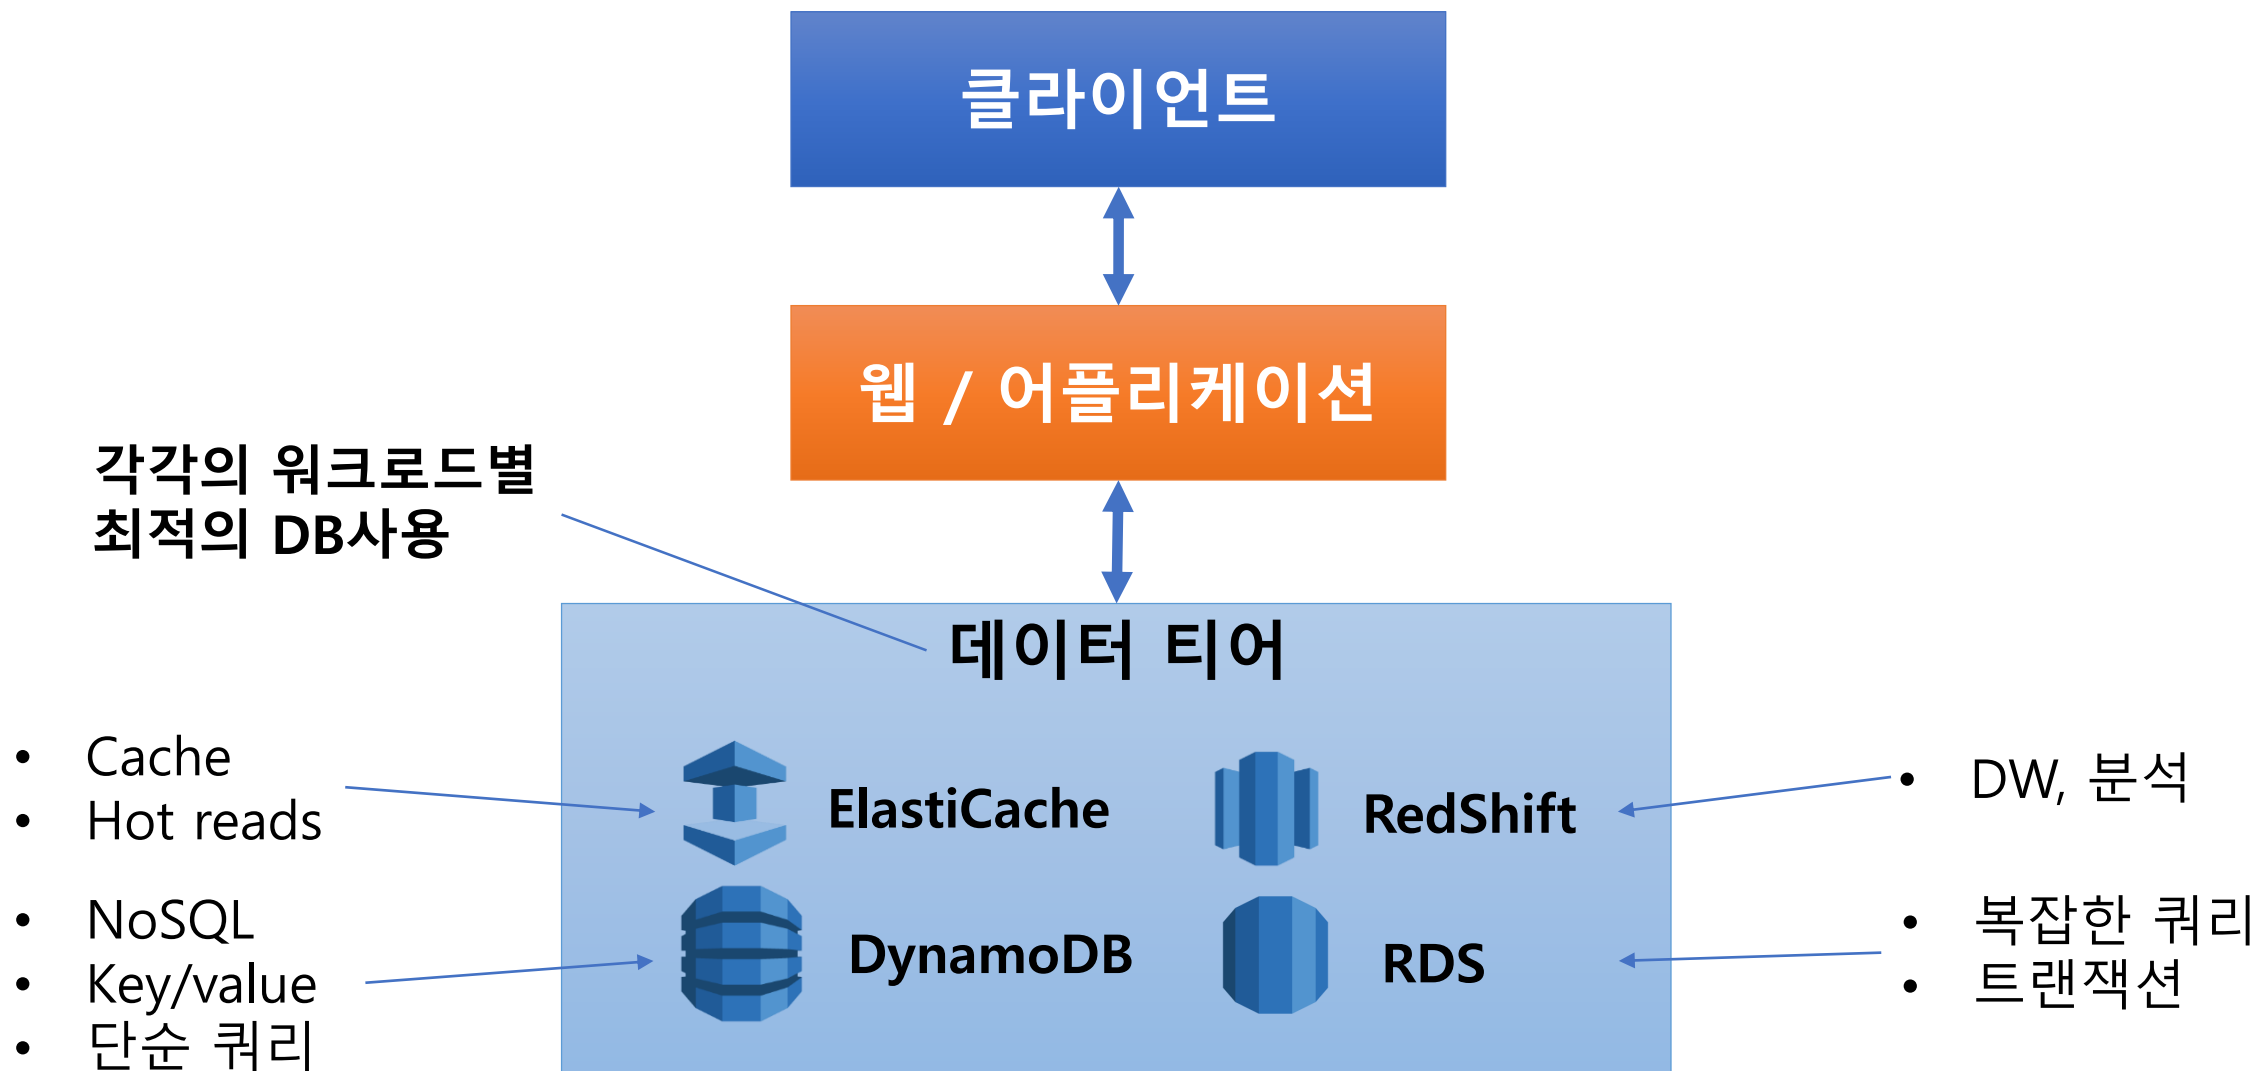 클라이언트
웹 / 어플리케이션
각각의 워크로드별
최적의 DB사용
데이터 티어
• Cache
• Hot reads
ElastiCache
RedShift
• DW, 분석
• NoSQL
• Key/value
• 단순 쿼리
DynamoDB
RDS
• 복잡한 쿼리
• 트랜잭션